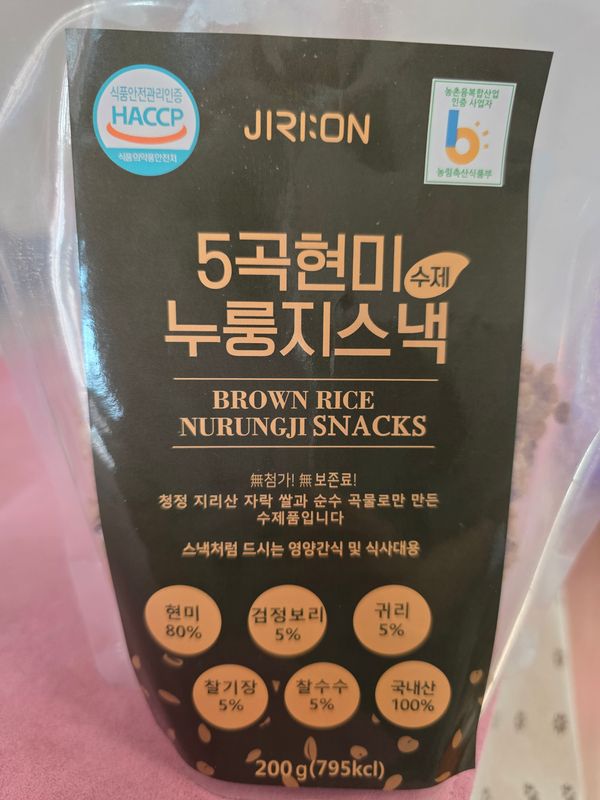 식품안전관리인증
HACCP
식품의약품안전처
JIRI:ON
농촌융복합산업
인증 사업자
농림축산식품부
5곡현미
수제
누룽지스낵
BROWN RICE
NURUNGJI SNACKS
無첨가! 無보존료!
청정 지리산 자락 쌀과 순수 곡물로만 만든
수제품입니다
스낵처럼 드시는 영양간식 및 식사대용
현미
80%
검정보리
5%
귀리
5%
찰기장
5%
찰수수
5%
국내산
100%
200g(795kcl)